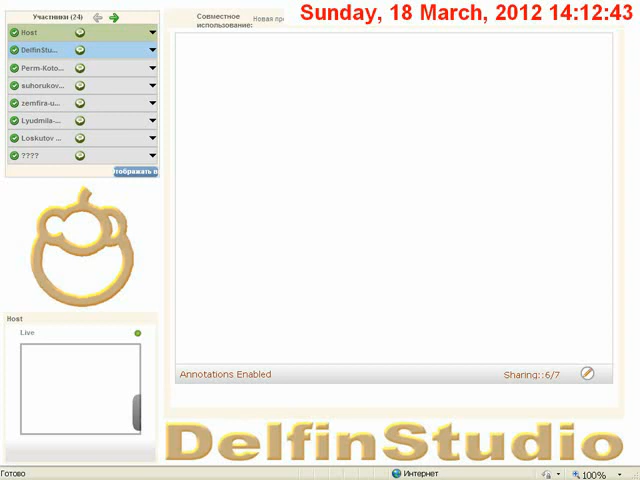 Sunday, 18 March, 2012 14:12:43
Участники (24)
Host
DelfinStu...
Perm-Koto...
suhorukov...
zemfira-u...
Lyudmila-...
Loskutov ...
????
отображать в
Совместное
использование:
Новая пр
Host
Live
Annotations Enabled
Sharing::6/7
DelfinStudio
Готово
Интернет
100%